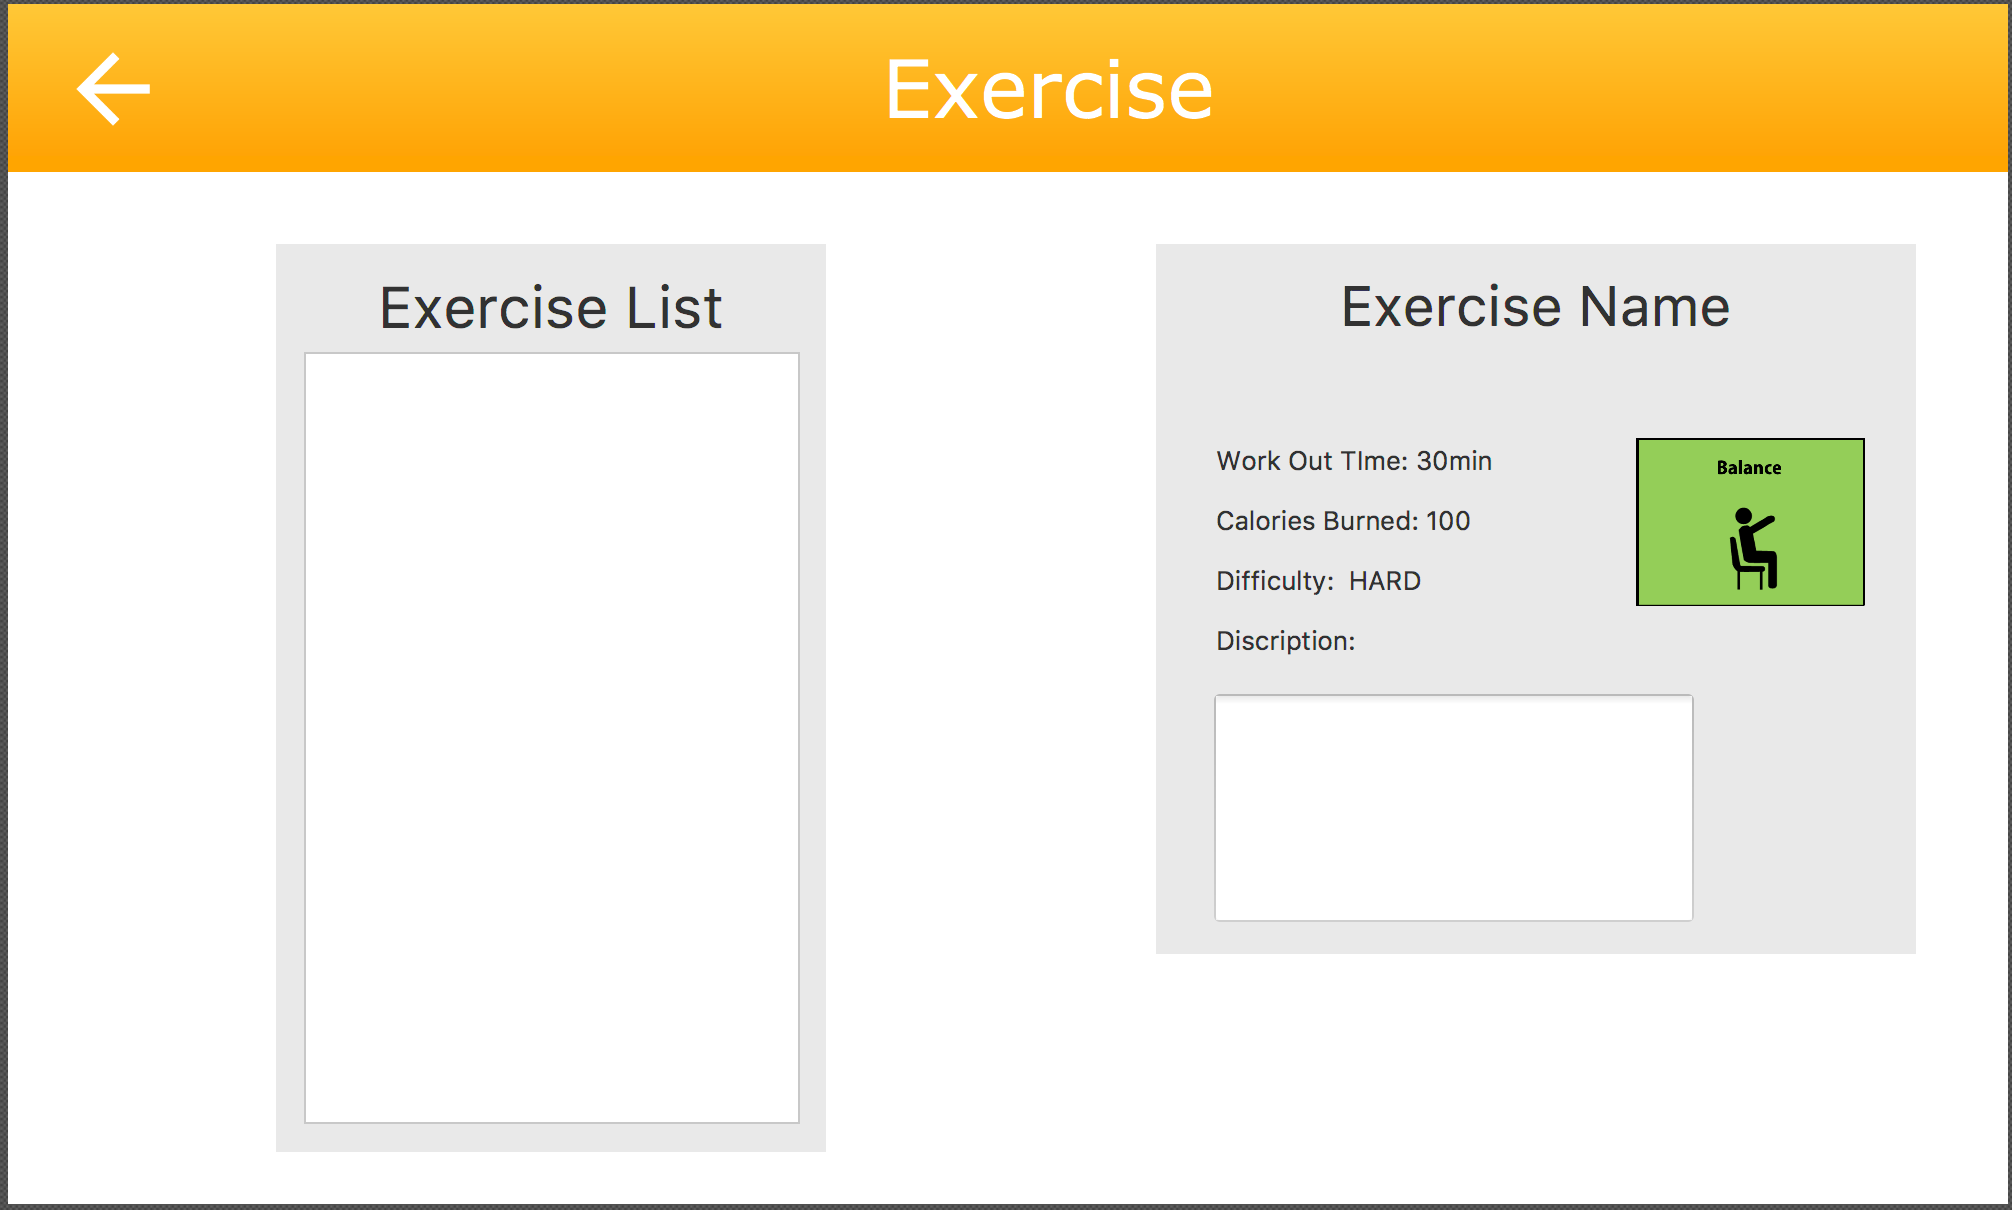 Exercise
Exercise List
Exercise Name
Work Out TIme: 30min
Calories Burned: 100
Difficulty:  HARD
Discription:
Balance